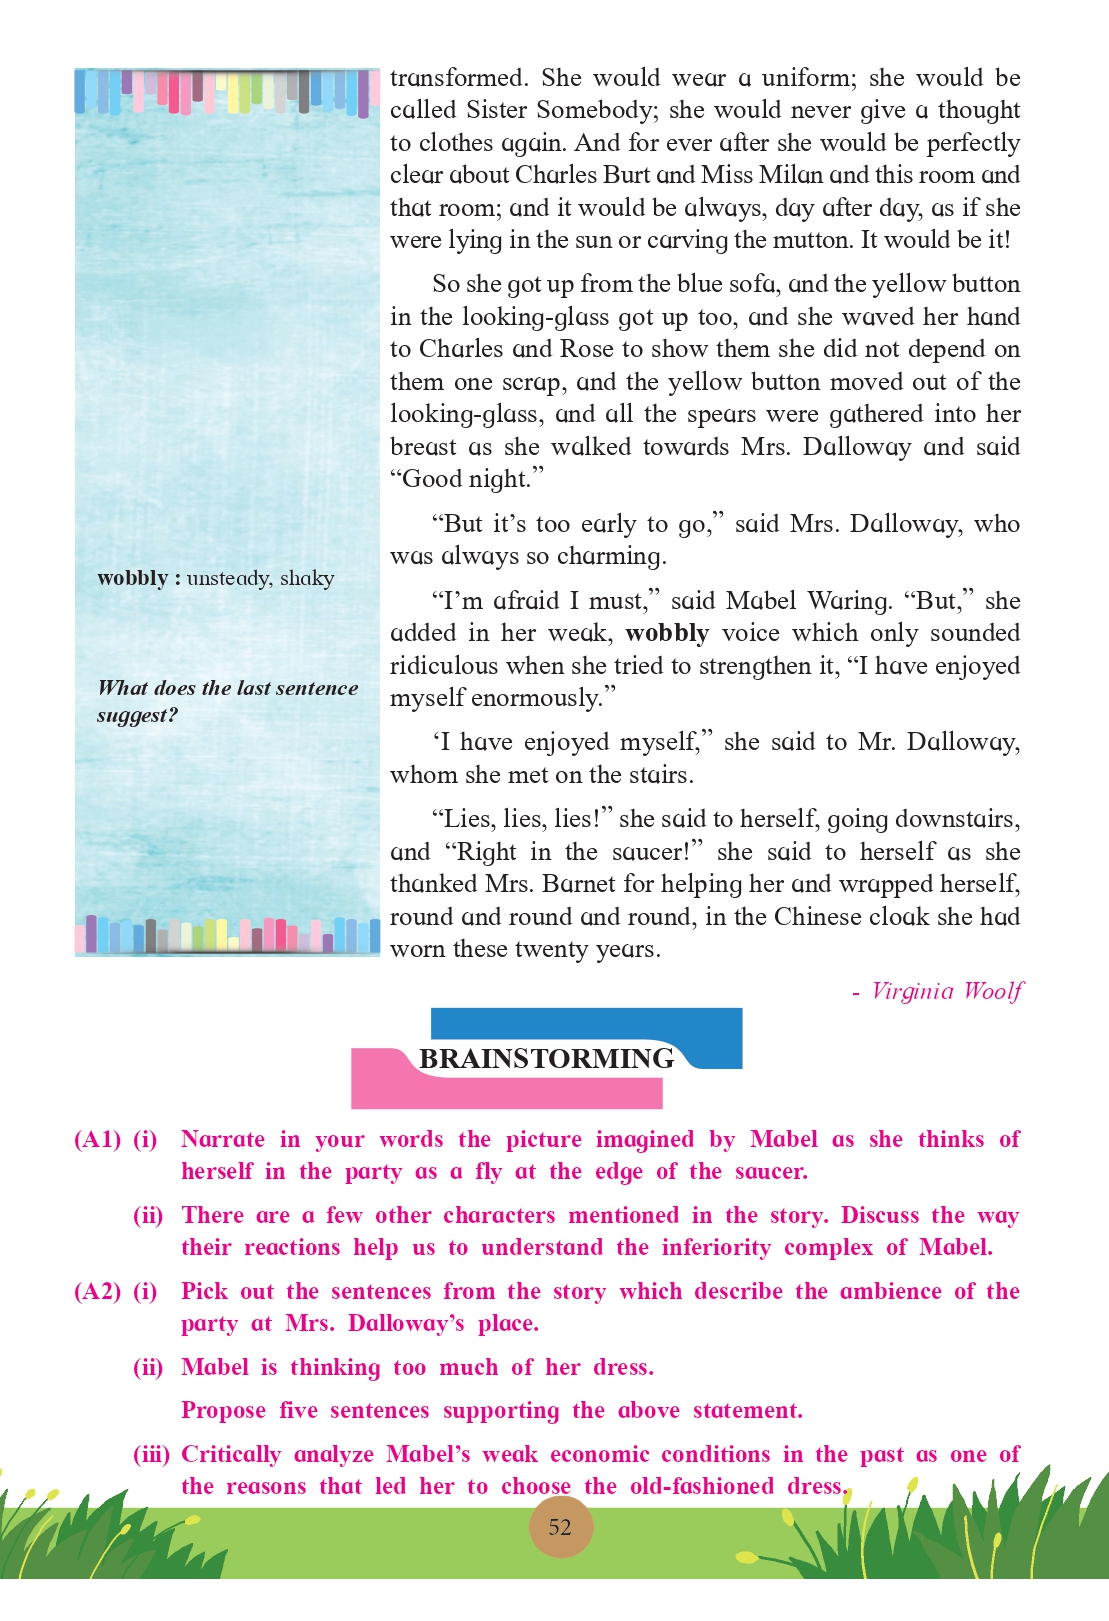 transformed. She would wear a uniform; she would be
called Sister Somebody; she would never give a thought
to clothes again. And for ever after she would be perfectly
clear about Charles Burt and Miss Milan and this room and
that room; and it would be always, day after day, as if she
were lying in the sun or carving the mutton. It would be it!
So she got up from the blue sofa, and the yellow button
in the looking-glass got up too, and she waved her hand
to Charles and Rose to show them she did not depend on
them one scrap, and the yellow button moved out of the
looking-glass, and all the spears were gathered into her
breast as she walked towards Mrs. Dalloway and said
“Good night.”
“But it’s too early to go,” said Mrs. Dalloway, who
was always so charming.
“I’m afraid I must,” said Mabel Waring. “But,” she
added in her weak, wobbly voice which only sounded
ridiculous when she tried to strengthen it, “I have enjoyed
myself enormously.”
‘I have enjoyed myself,” she said to Mr. Dalloway,
whom she met on the stairs.
“Lies, lies, lies!” she said to herself, going downstairs,
and “Right in the saucer!” she said to herself as she
thanked Mrs. Barnet for helping her and wrapped herself,
round and round and round, in the Chinese cloak she had
worn these twenty years.
- Virginia Woolf
wobbly : unsteady, shaky
What does the last sentence
suggest?
BRAINSTORMING
(A1) (i) Narrate in your words the picture imagined by Mabel as she thinks of
herself in the party as a fly at the edge of the saucer.
(ii) There are a few other characters mentioned in the story. Discuss the way
their reactions help us to understand the inferiority complex of Mabel.
(A2) (i) Pick out the sentences from the story which describe the ambience of the
party at Mrs. Dalloway’s place.
(ii) Mabel is thinking too much of her dress.
Propose five sentences supporting the above statement.
(iii) Critically analyze Mabel’s weak economic conditions in the past as one of
the reasons that led her to choose the old-fashioned dress.
52